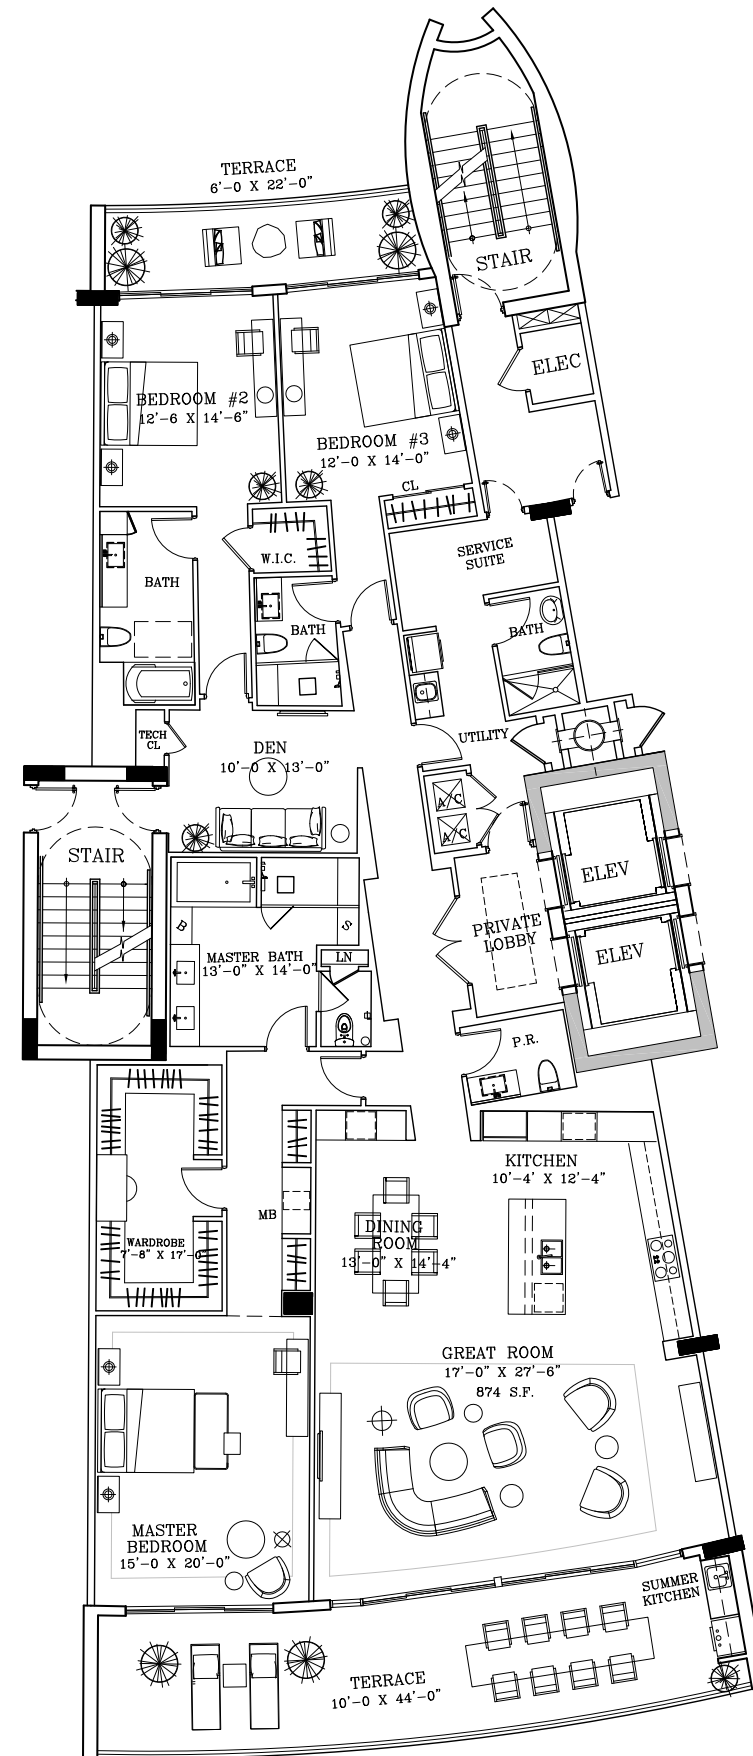 TERRACE
6'-0 X 22'-0"
STAIR
ELEC
BEDROOM #2
12'-6 X 14'-6"
BEDROOM #3
12'-0 X 14'-0"
CL
W.I.C.
SERVICE
SUITE
BATH
BATH
BATH
TECH
CL
DEN
10'-0 X 13'-0"
UTILITY
A/C
A/C
STAIR
ELEV
PRIVATE
LOBBY
ELEV
B
S
MASTER BATH
13'-0" X 14'-0"
LN
P.R.
KITCHEN
10'-4' X 12'-4"
MB
DINING
ROOM
13'-0" X 14'-4"
WARDROBE
7'-8" X 17'-0"
GREAT ROOM
17'-0" X 27'-6"
874 S.F.
MASTER
BEDROOM
15'-0 X 20'-0"
SUMMER
KITCHEN
TERRACE
10'-0 X 44'-0"